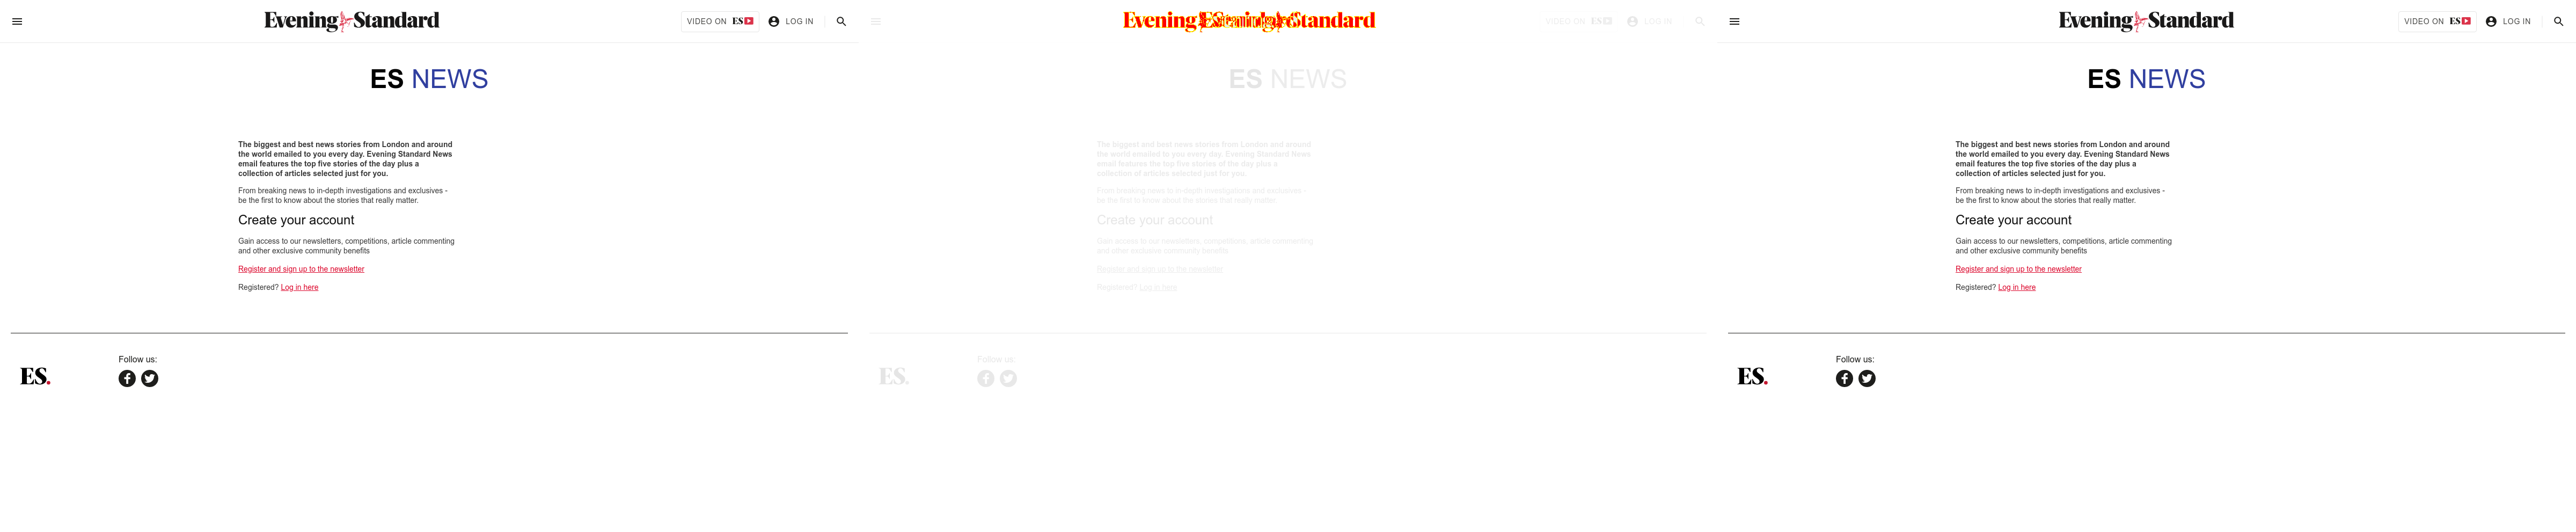 Evening Standard
VIDEO ON ES
LOG IN
ES NEWS
The biggest and best news stories from London and around
the world emailed to you every day. Evening Standard News
email features the top five stories of the day plus a
collection of articles selected just for you.
From breaking news to in-depth investigations and exclusives -
be the first to know about the stories that really matter.
Create your account
Gain access to our newsletters, competitions, article commenting
and other exclusive community benefits
Register and sign up to the newsletter
Registered? Log in here
ES.
Follow us:
Evening Standard
VIDEO ON ES
LOG IN
ES NEWS
The biggest and best news stories from London and around
the world emailed to you every day. Evening Standard News
email features the top five stories of the day plus a
collection of articles selected just for you.
From breaking news to in-depth investigations and exclusives -
be the first to know about the stories that really matter.
Create your account
Gain access to our newsletters, competitions, article commenting
and other exclusive community benefits
Register and sign up to the newsletter
Registered? Log in here
ES.
Follow us:
Evening Standard
VIDEO ON ES
LOG IN
ES NEWS
The biggest and best news stories from London and around
the world emailed to you every day. Evening Standard News
email features the top five stories of the day plus a
collection of articles selected just for you.
From breaking news to in-depth investigations and exclusives -
be the first to know about the stories that really matter.
Create your account
Gain access to our newsletters, competitions, article commenting
and other exclusive community benefits
Register and sign up to the newsletter
Registered? Log in here
ES.
Follow us: